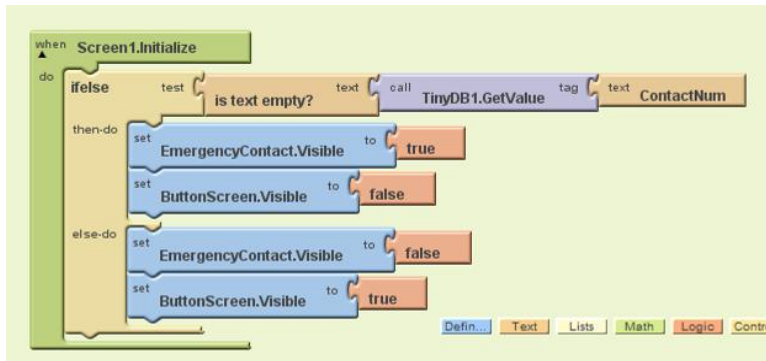 when Screen1.Initialize
do ifelse test is text empty? text call TinyDB1.GetValue tag text ContactNum
then-do set EmergencyContact.Visible to true
set ButtonScreen.Visible to false
else-do set EmergencyContact.Visible to false
set ButtonScreen.Visible to true
Defin... Text Lists Math Logic Contr